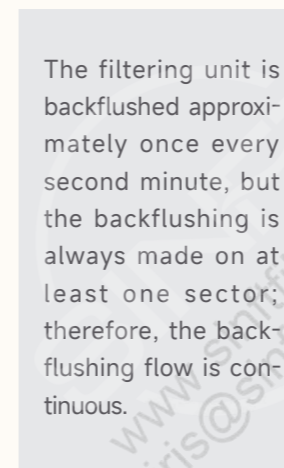 The filtering unit is
backflushed approxi-
mately once every
second minute, but
the backflushing is
always made on at
least one sector;
therefore, the back-
flushing flow is con-
tinuous.